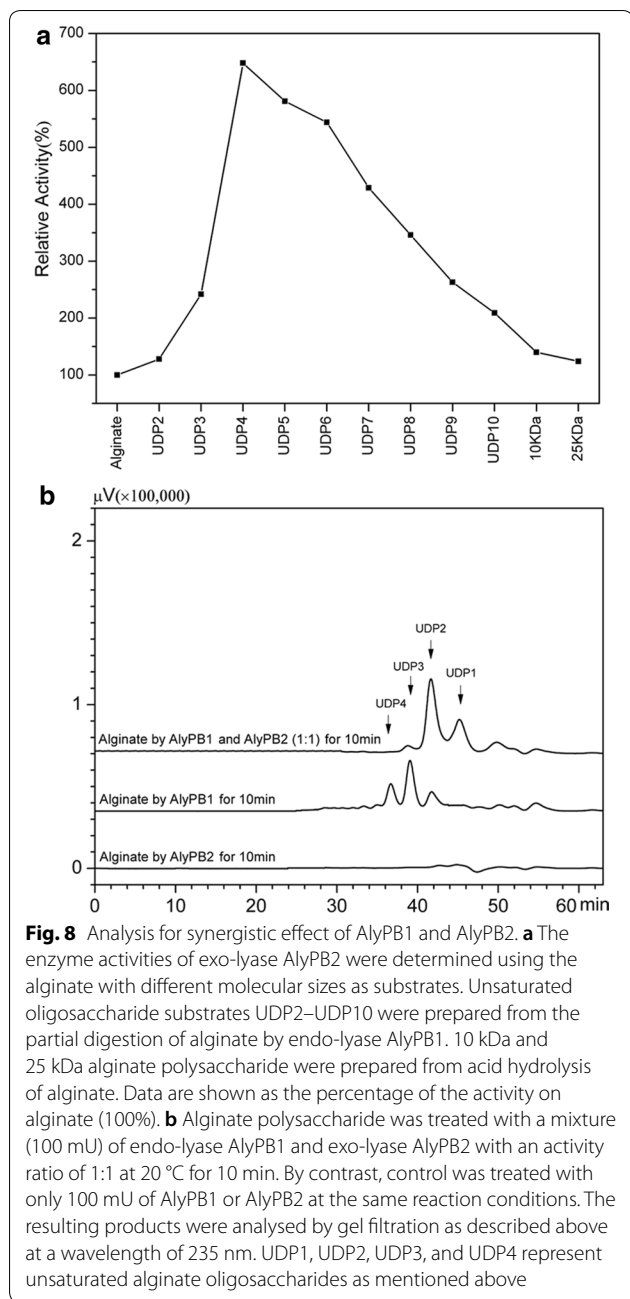 a
700
600
500
400
300
200
100
Relative Activity(%)
Alginate
UDP2
UDP3
UDP4
UDP5
UDP6
UDP7
UDP8
UDP9
UDP10
10KDa
25KDa
b
μV(×100,000)
2
1
0
UDP2
UDP3
UDP1
UDP4
Alginate by AlyPB1 and AlyPB2 (1:1) for 10min
Alginate by AlyPB1 for 10min
Alginate by AlyPB2 for 10min
0 10 20 30 40 50 60 min
Fig. 8 Analysis for synergistic effect of AlyPB1 and AlyPB2. a The
enzyme activities of exo-lyase AlyPB2 were determined using the
alginate with different molecular sizes as substrates. Unsaturated
oligosaccharide substrates UDP2–UDP10 were prepared from the
partial digestion of alginate by endo-lyase AlyPB1. 10 kDa and
25 kDa alginate polysaccharide were prepared from acid hydrolysis
of alginate. Data are shown as the percentage of the activity on
alginate (100%). b Alginate polysaccharide was treated with a mixture
(100 mU) of endo-lyase AlyPB1 and exo-lyase AlyPB2 with an activity
ratio of 1:1 at 20 °C for 10 min. By contrast, control was treated with
only 100 mU of AlyPB1 or AlyPB2 at the same reaction conditions. The
resulting products were analysed by gel filtration as described above
at a wavelength of 235 nm. UDP1, UDP2, UDP3, and UDP4 represent
unsaturated alginate oligosaccharides as mentioned above